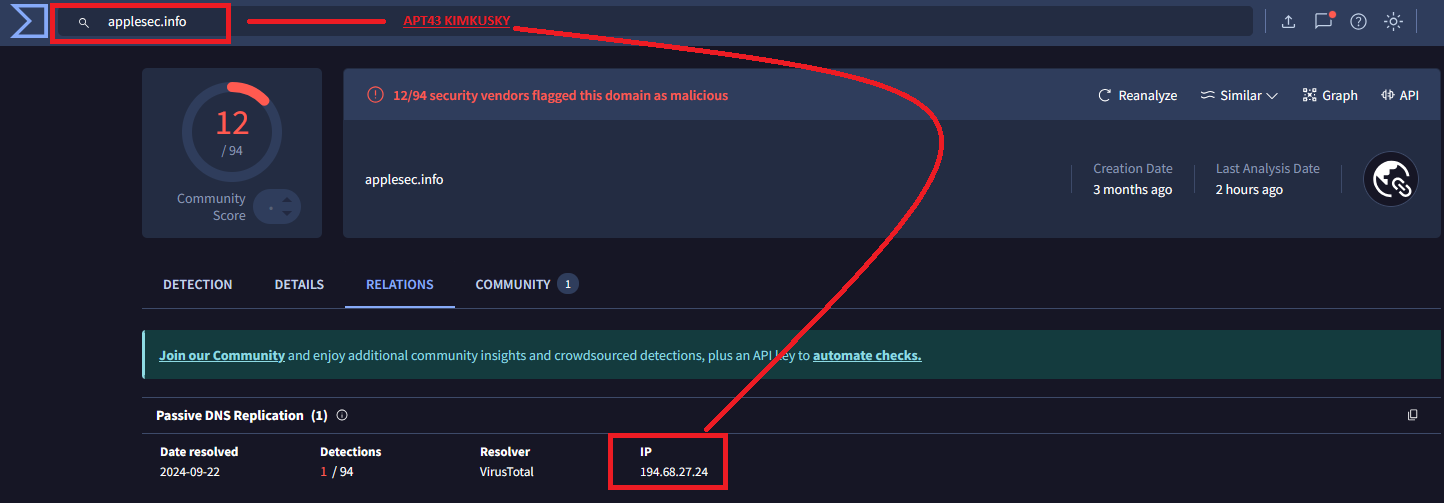 applesec.info
APT43 KIMKUSKY
12
/ 94
Community
Score
12/94 security vendors flagged this domain as malicious
Reanalyze
Similar
Graph
API
applesec.info
Creation Date
3 months ago
Last Analysis Date
2 hours ago
DETECTION
DETAILS
RELATIONS
COMMUNITY
1
Join our Community and enjoy additional community insights and crowdsourced detections, plus an API key to automate checks.
Passive DNS Replication (1)
Date resolved
Detections
Resolver
IP
2024-09-22
1 / 94
VirusTotal
194.68.27.24